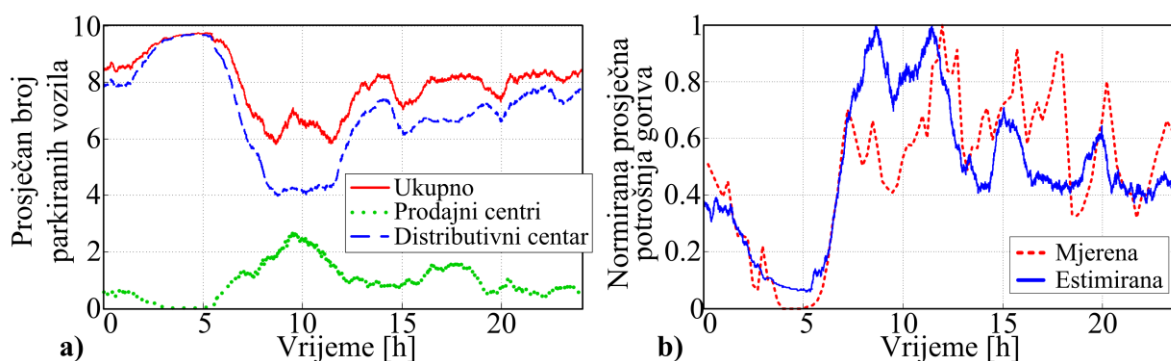 Prosječan broj
parkiranih vozila
10
8
6
4
2
0
Ukupno
Prodajni centri
Distributivni centar
0
5
10
15
20
Vrijeme [h]
a)
Normirana prosječna
potrošnja goriva
1
0.8
0.6
0.4
0.2
0
Mjerena
Estimirana
0
5
10
15
20
Vrijeme [h]
b)